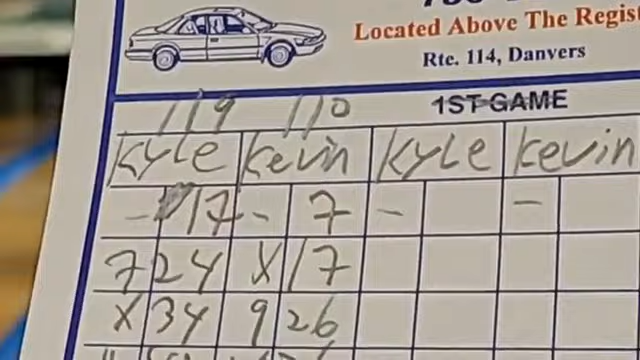 Located Above The Regist
Rte. 114, Danvers
119 110 1ST GAME
Kyle Kevin Kyle Kevin
- 17 - 7 - -
7 24 X 17
X 34 9 26